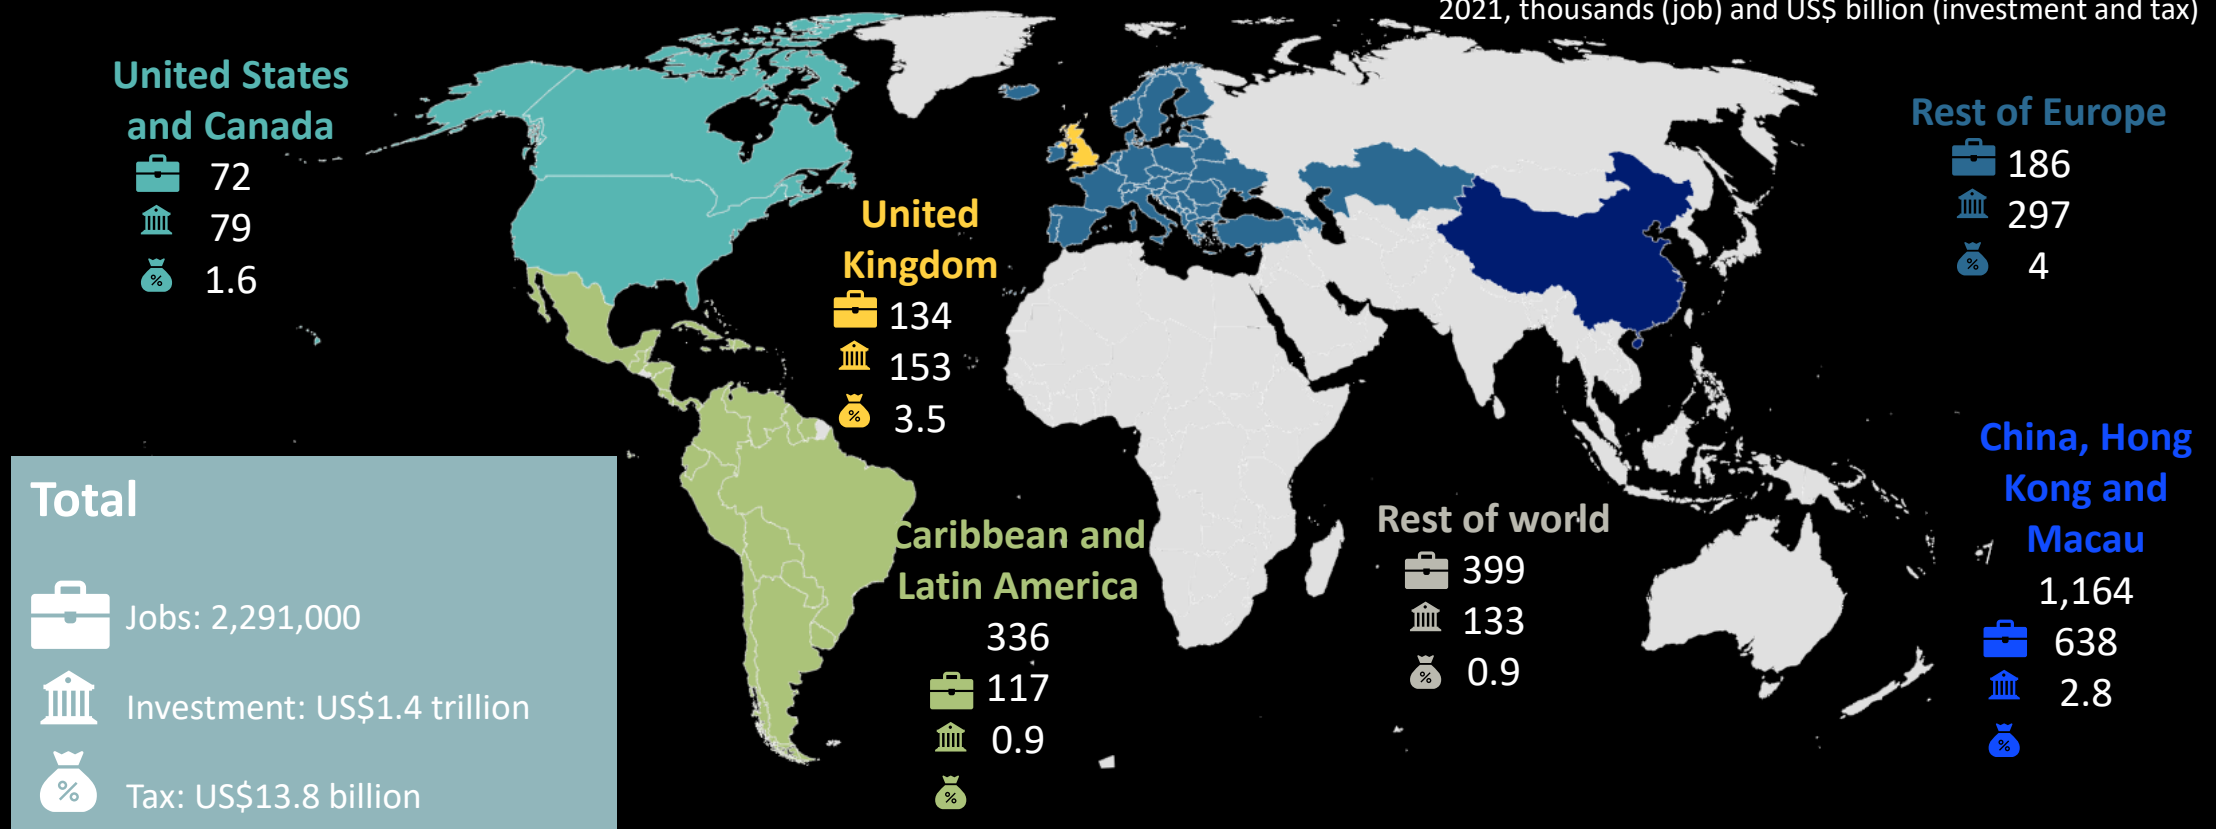 2021, thousands (job) and US$ billion (investment and tax)
United States
and Canada
72
79
1.6
United
Kingdom
134
153
3.5
Rest of Europe
186
297
4
China, Hong
Kong and
Macau
1,164
638
2.8
Rest of world
399
133
0.9
Caribbean and
Latin America
336
117
0.9
Total
Jobs: 2,291,000
Investment: US$1.4 trillion
% Tax: US$13.8 billion